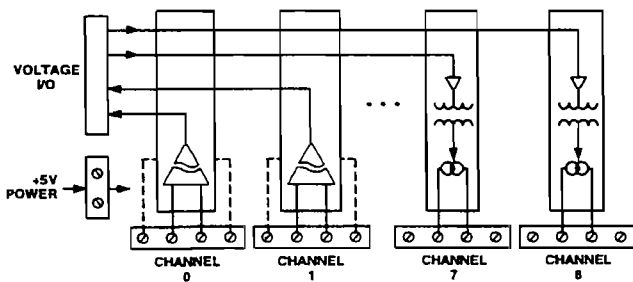 VOLTAGE
I/O
+5V
POWER
CHANNEL
0
CHANNEL
1
CHANNEL
7
CHANNEL
8